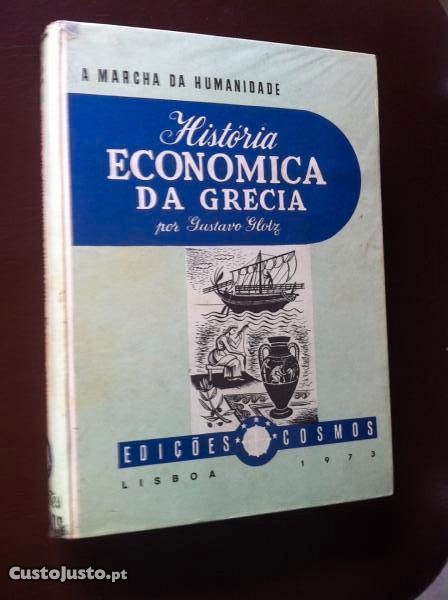 A MARCHA DA HUMANIDADE
História
ECONOMICA
DA GRECIA
por Gustavo Glotz
EDIÇÕES COSMOS
LISBOA 1973
CustoJusto.pt